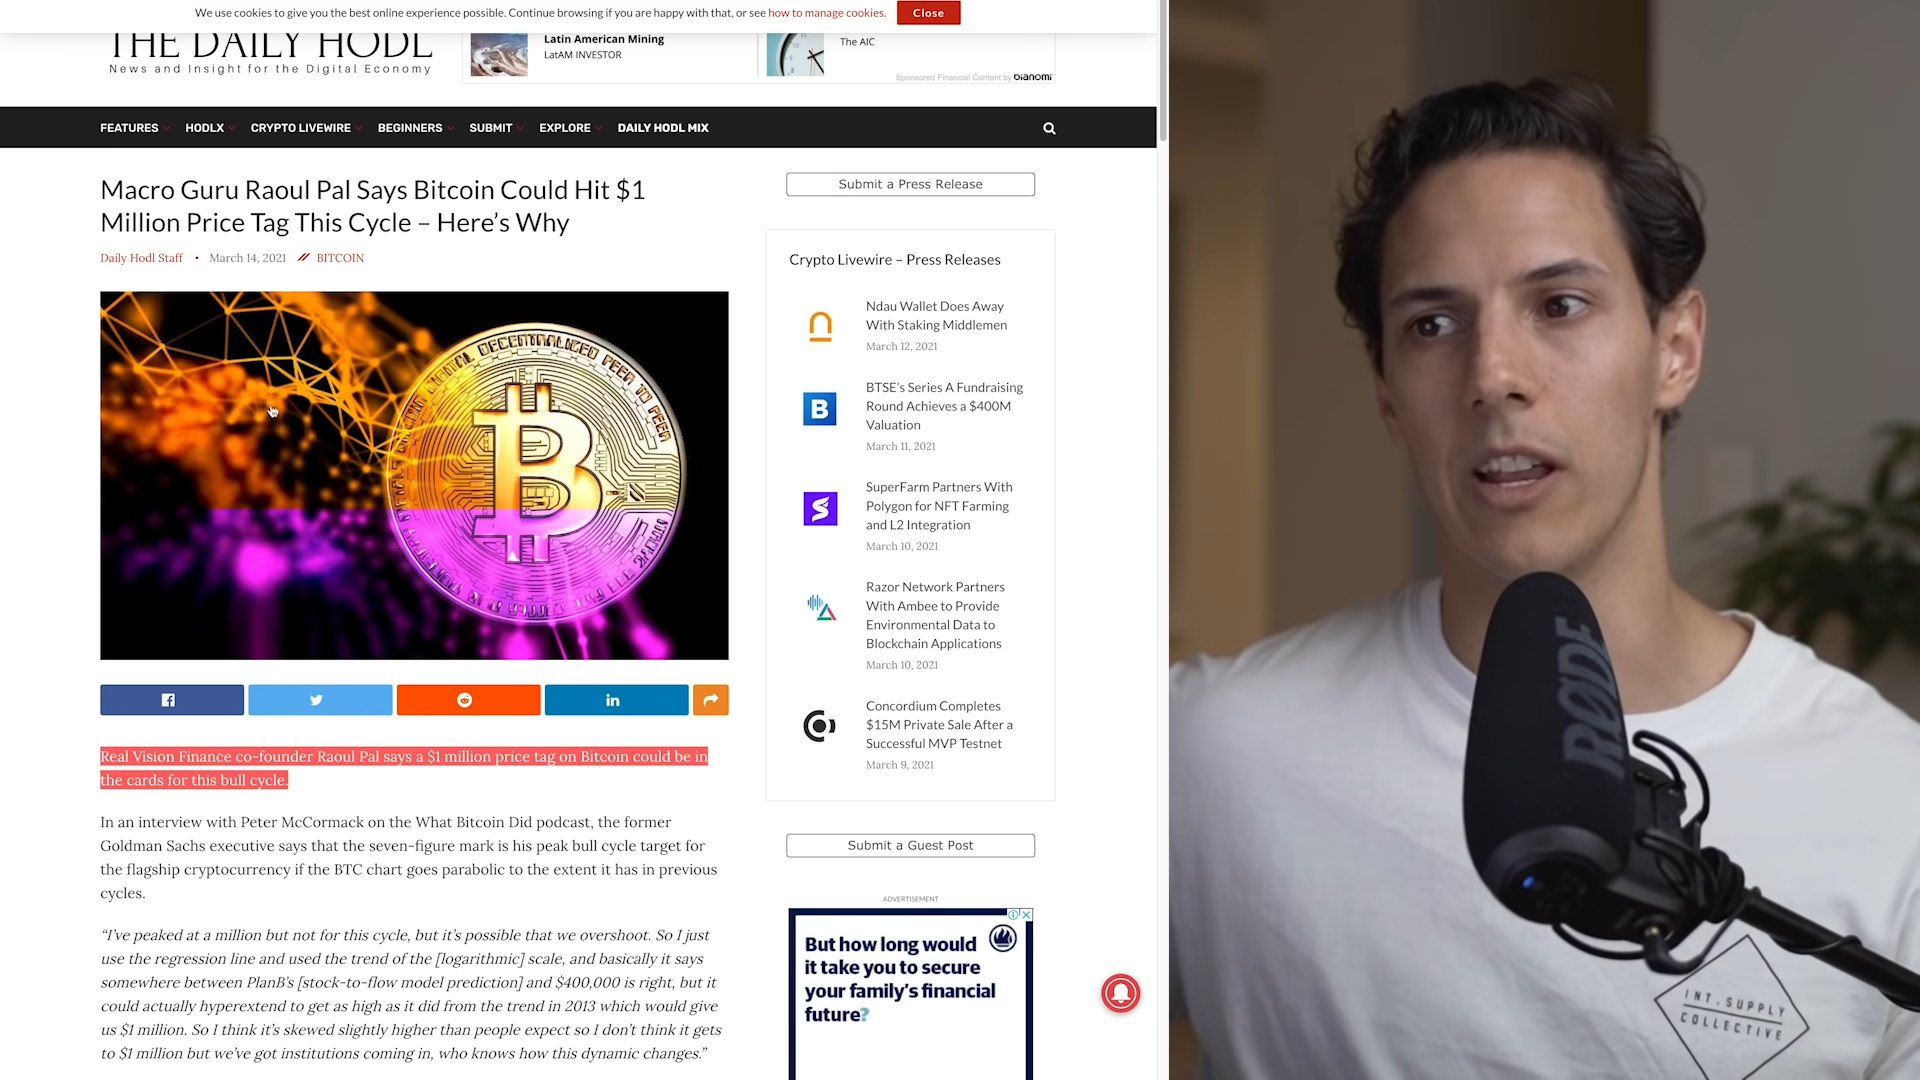 We use cookies to give you the best online experience possible. Continue browsing if you are happy with that, or see how to manage cookies.
Close
THE DAILY HODL
News and Insight for the Digital Economy
Latin American Mining
LatAM INVESTOR
The AIC
Sponsored Financial Content by bianomi
FEATURES
HODLX
CRYPTO LIVEWIRE
BEGINNERS
SUBMIT
EXPLORE
DAILY HODL MIX
Macro Guru Raoul Pal Says Bitcoin Could Hit $1
Million Price Tag This Cycle – Here’s Why
Daily Hodl Staff • March 14, 2021 BITCOIN
DIGITAL DECENTRALIZED PEER TO PEER
B
in
Real Vision Finance co-founder Raoul Pal says a $1 million price tag on Bitcoin could be in
the cards for this bull cycle.
In an interview with Peter McCormack on the What Bitcoin Did podcast, the former
Goldman Sachs executive says that the seven-figure mark is his peak bull cycle target for
the flagship cryptocurrency if the BTC chart goes parabolic to the extent it has in previous
cycles.
“I’ve peaked at a million but not for this cycle, but it’s possible that we overshoot. So I just
use the regression line and used the trend of the [logarithmic] scale, and basically it says
somewhere between PlanB’s [stock-to-flow model prediction] and $400,000 is right, but it
could actually hyperextend to get as high as it did from the trend in 2013 which would give
us $1 million. So I think it’s skewed slightly higher than people expect so I don’t think it gets
to $1 million but we’ve got institutions coming in, who knows how this dynamic changes.”
Submit a Press Release
Crypto Livewire – Press Releases
Ndau Wallet Does Away
With Staking Middlemen
March 12, 2021
B
BTSE’s Series A Fundraising
Round Achieves a $400M
Valuation
March 11, 2021
SuperFarm Partners With
Polygon for NFT Farming
and L2 Integration
March 10, 2021
Razor Network Partners
With Ambee to Provide
Environmental Data to
Blockchain Applications
March 10, 2021
Concordium Completes
$15M Private Sale After a
Successful MVP Testnet
March 9, 2021
Submit a Guest Post
ADVERTISEMENT
But how long would
it take you to secure
your family’s financial
future?
RØDE
INT. SUPPLY
COLLECTIVE